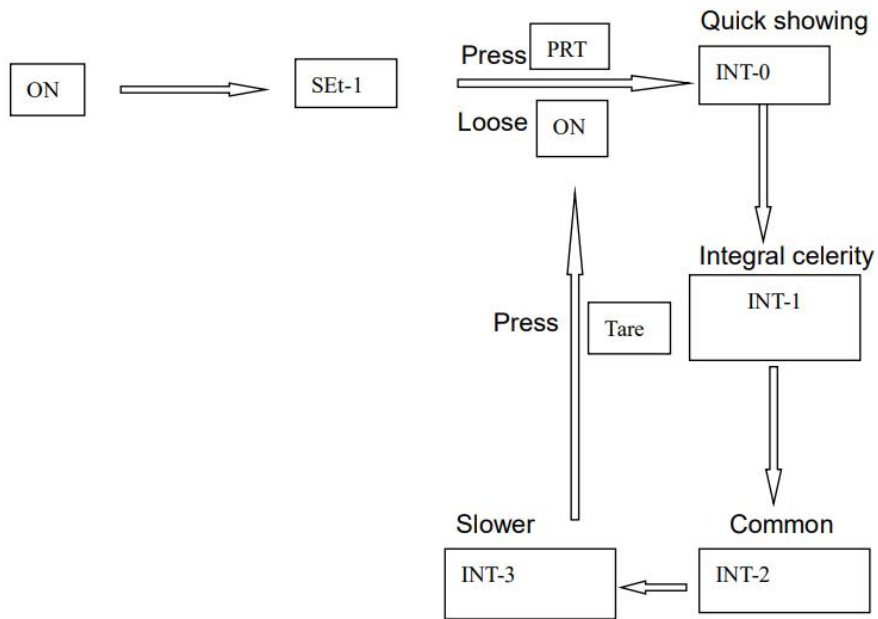 Quick showing
Press PRT
INT-0
ON
SEt-1
Loose ON
Integral celerity
INT-1
Press Tare
Slower
Common
INT-3
INT-2